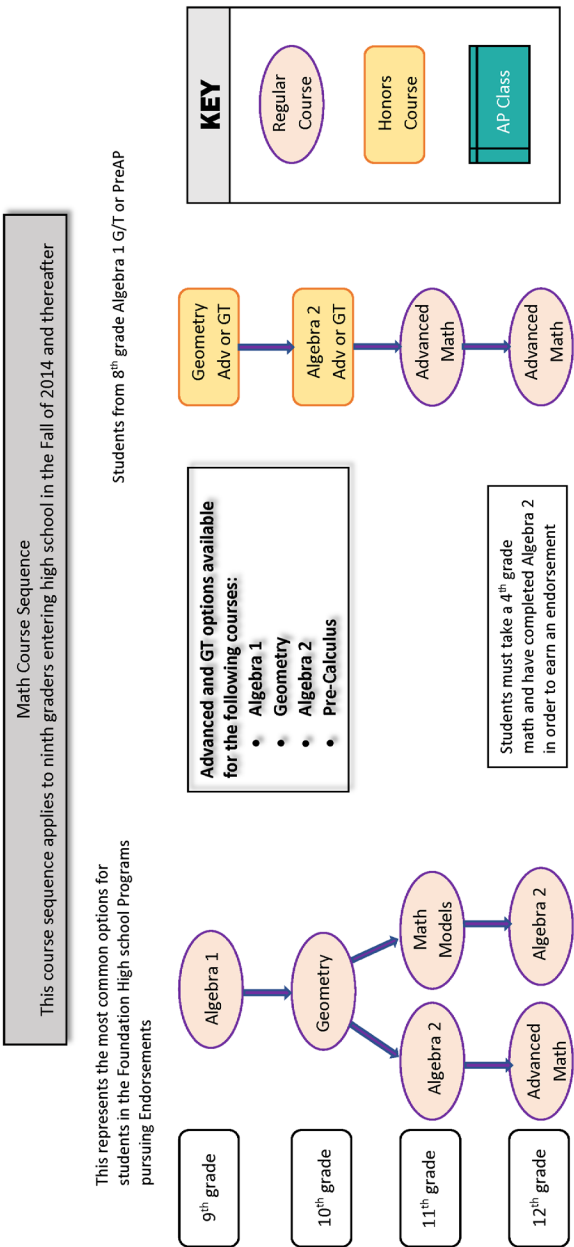 Math Course Sequence
This course sequence applies to ninth graders entering high school in the Fall of 2014 and thereafter
This represents the most common options for
students in the Foundation High school Programs
pursuing Endorsements
Students from 8th grade Algebra 1 G/T or PreAP
9th grade
Algebra 1
Geometry
Adv or GT
10th grade
Geometry
Algebra 2
Adv or GT
11th grade
Algebra 2
Math
Models
Advanced
Math
12th grade
Advanced
Math
Algebra 2
Advanced
Math
Advanced and GT options available
for the following courses:
• Algebra 1
• Geometry
• Algebra 2
• Pre-Calculus
Students must take a 4th grade
math and have completed Algebra 2
in order to earn an endorsement
KEY
Regular
Course
Honors
Course
AP Class